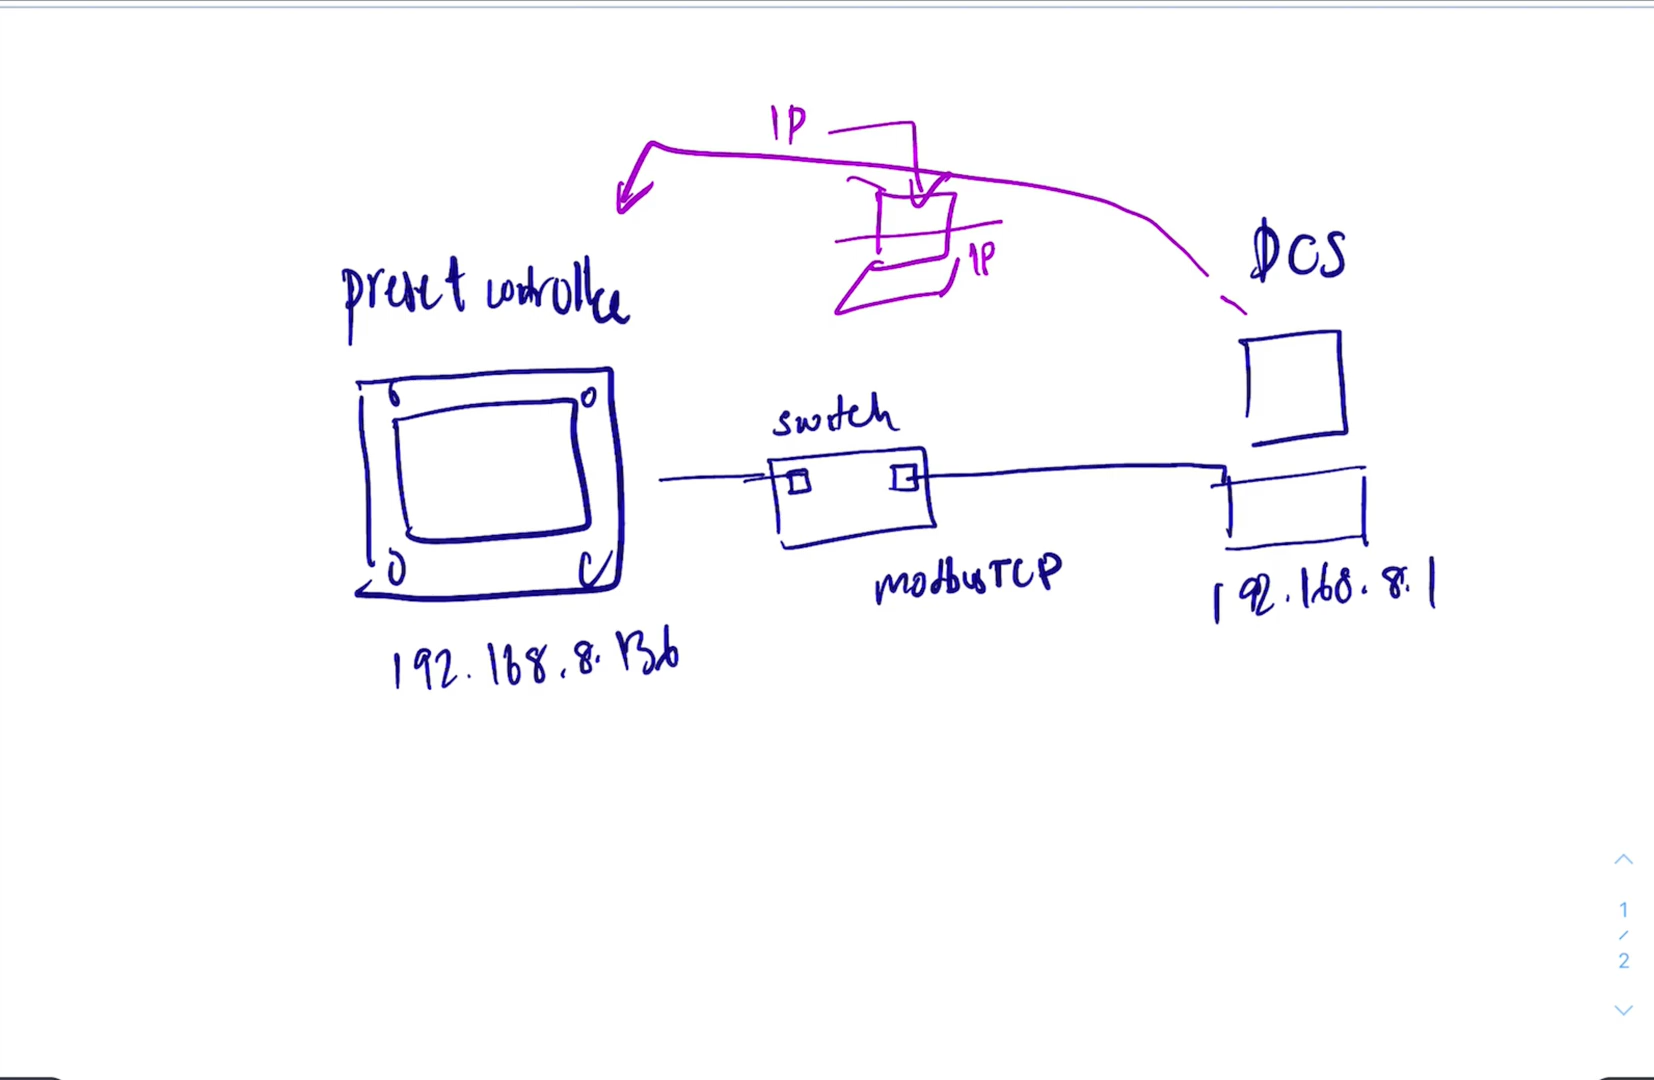 IP
IP
DCS
preset controller
switch
modbusTCP
192.168.8.1
192.168.8.136
1
/
2